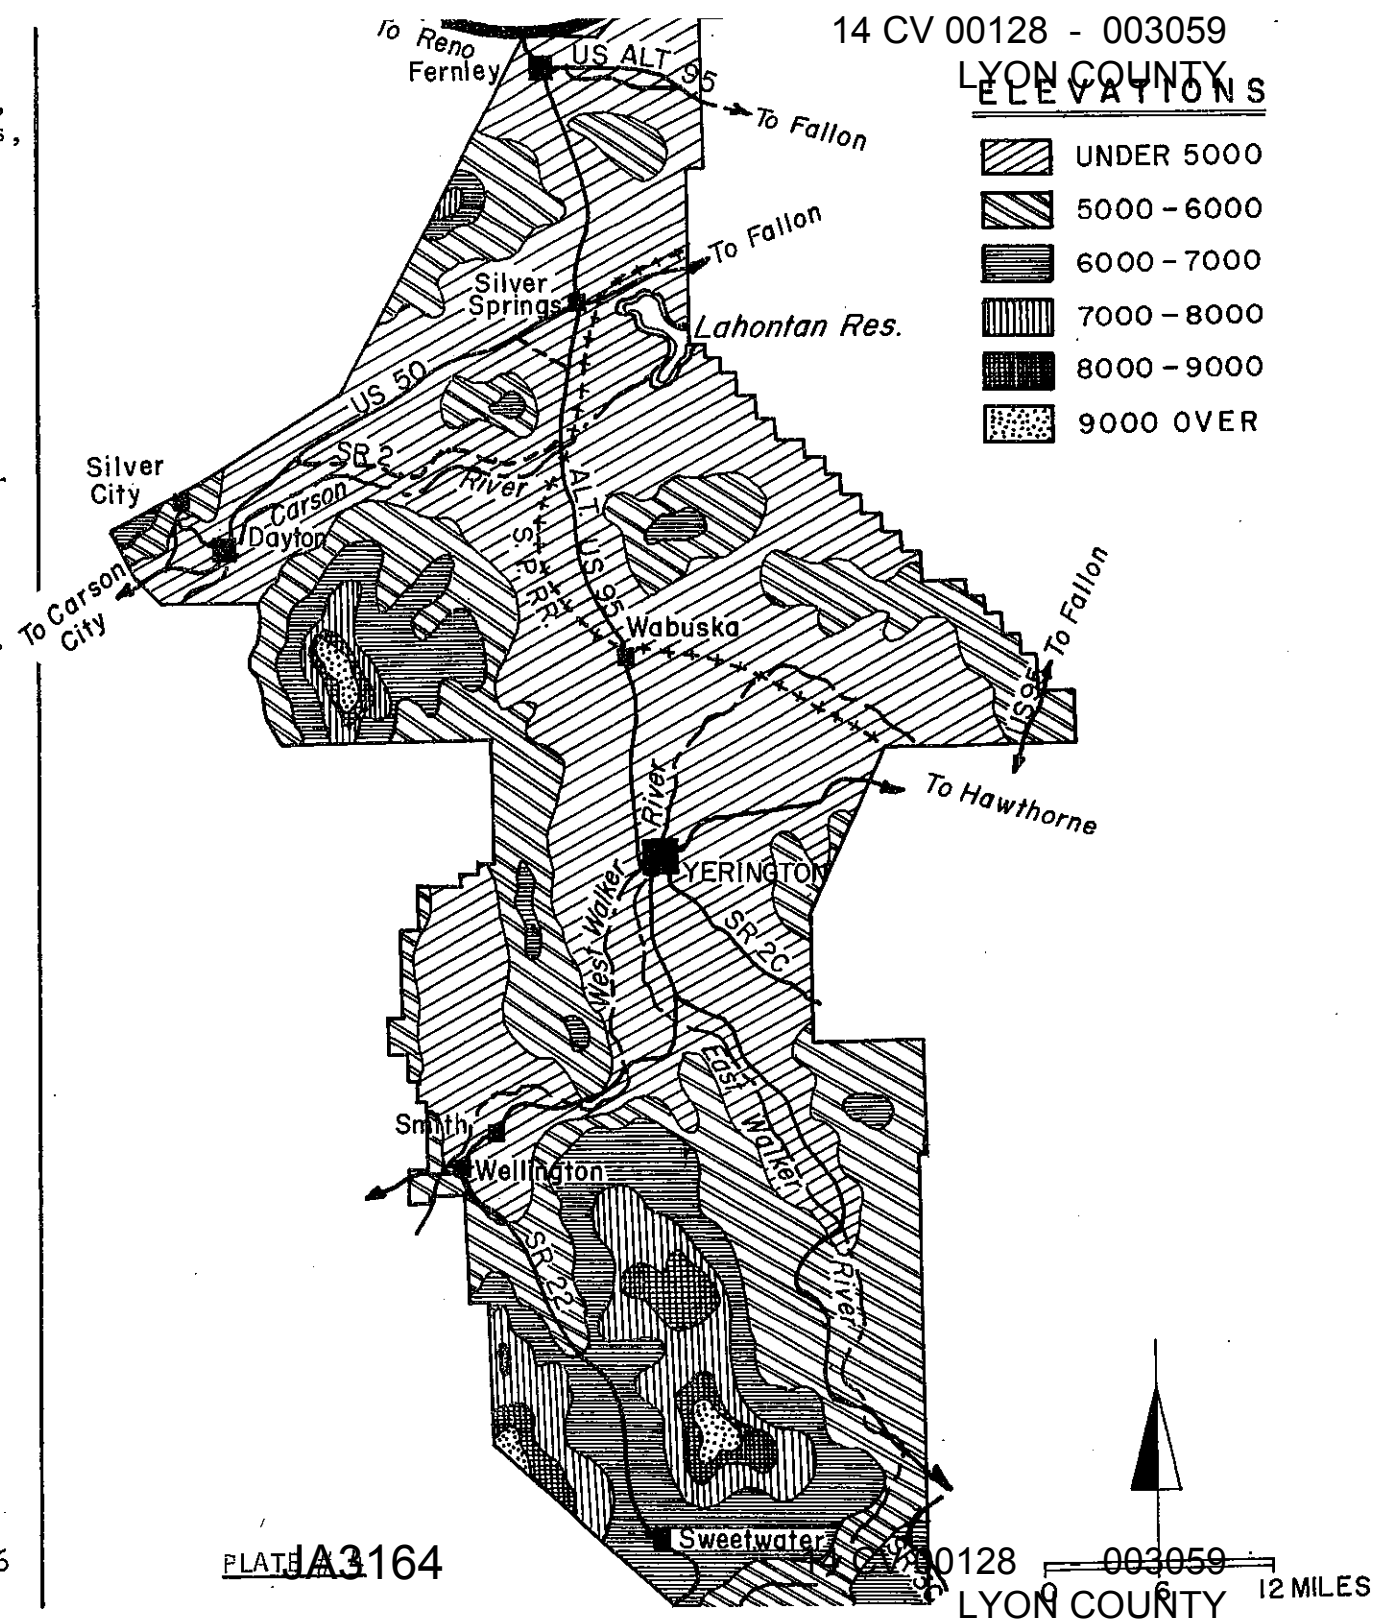 14 CV 00128 - 003059
LYON COUNTY
ELEVATIONS
UNDER 5000
5000-6000
6000-7000
7000-8000
8000-9000
9000 OVER
To Reno
Fernley
US ALT 95
To Fallon
To Fallon
Silver
Springs
Lahontan Res.
US 50
SR 2
Silver
City
Carson River
Dayton
To Carson
City
S. P. RR.
ALT. US 95
Wabuska
To Fallon
US 95
River
To Hawthorne
YERINGTON
West Walker
SR 2C
East Walker River
Smith
Wellington
SR 22
Sweetwater
PLATE
JA3164
14 CV 00128 - 003059
LYON COUNTY
0 6 12 MILES